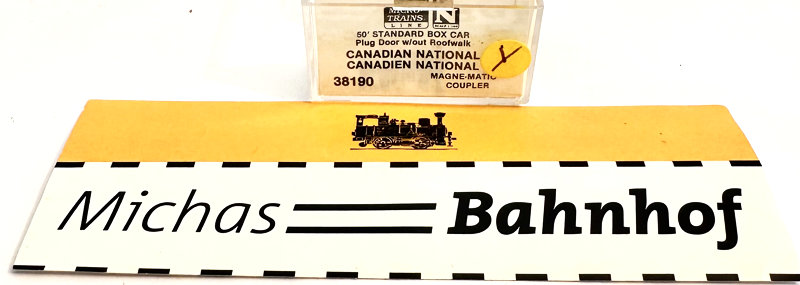 MICRO
TRAINS
LINE
N
50' STANDARD BOX CAR
Plug Door w/out Roofwalk
CANADIAN NATIONAL
CANADIEN NATIONAL
38190
MAGNE-MATIC
COUPLER
Michas Bahnhof